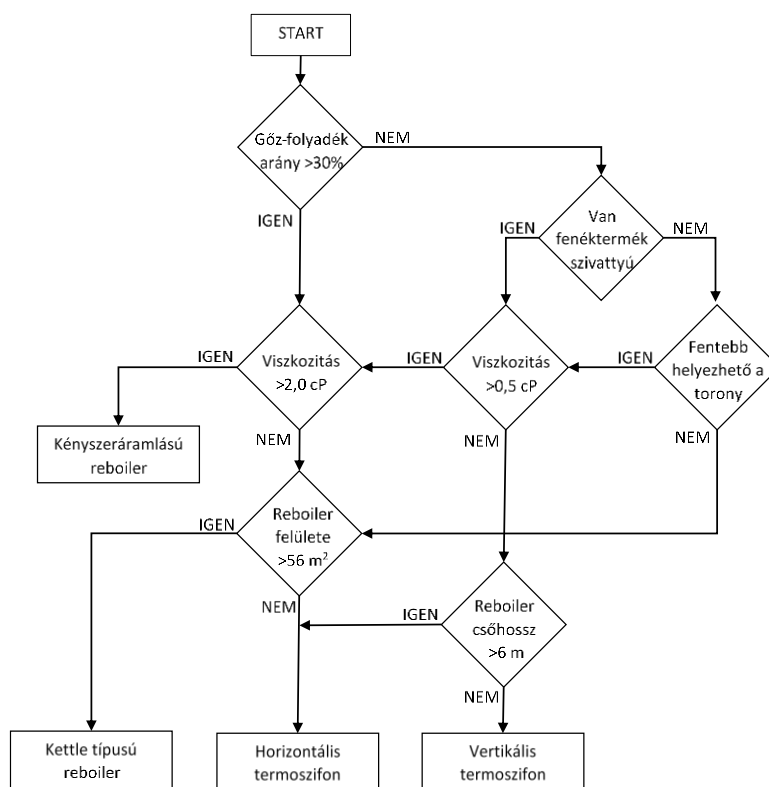 START
Gőz-folyadék
arány >30%
NEM
IGEN
Van
fenéktermék
szivattyú
IGEN
NEM
Viszkozitás
>2,0 cP
IGEN
NEM
Viszkozitás
>0,5 cP
IGEN
NEM
Fentebb
helyezhető a
torony
IGEN
NEM
Kényszeráramlású
reboiler
Reboiler
felülete
>56 m²
IGEN
NEM
Reboiler
csőhossz
>6 m
IGEN
NEM
Kettle típusú
reboiler
Horizontális
termoszifon
Vertikális
termoszifon